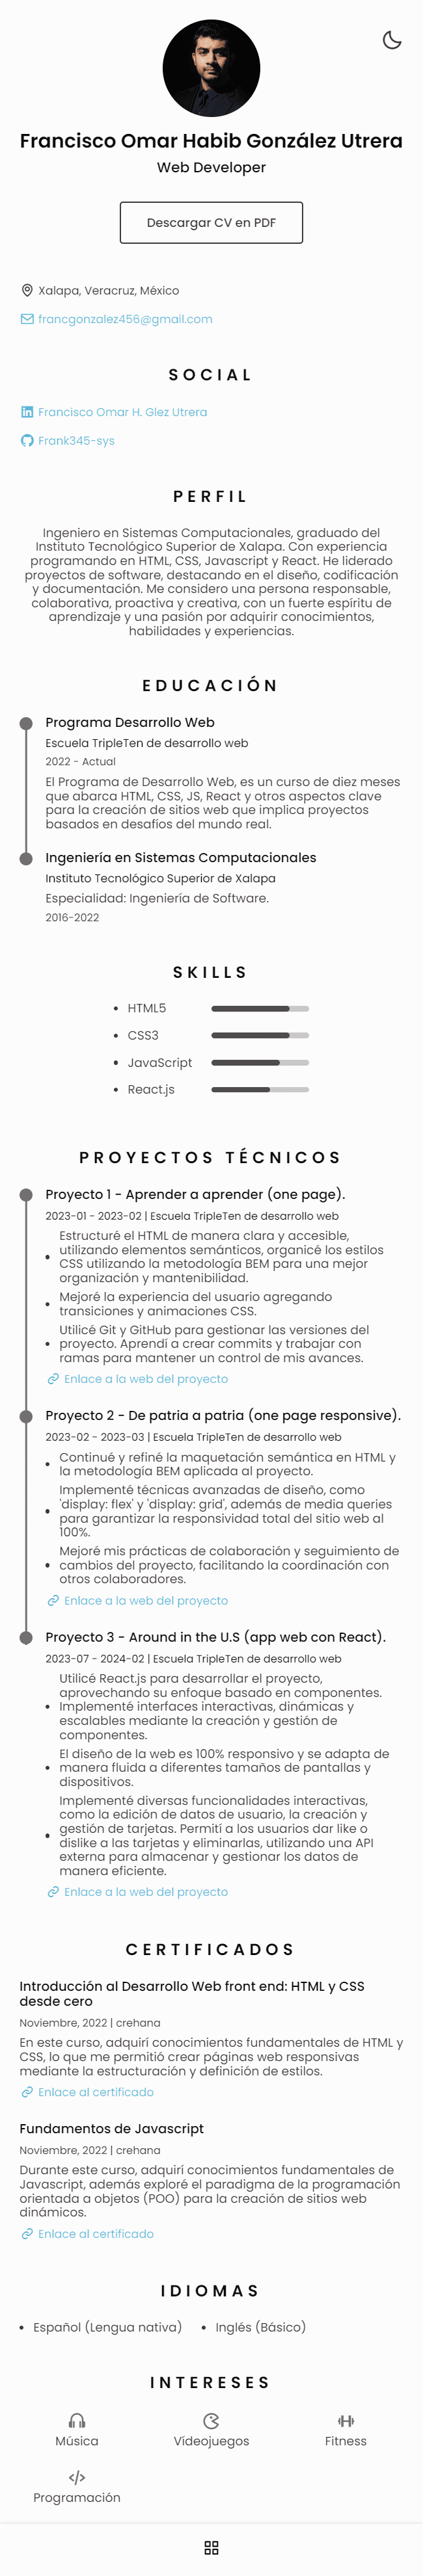 Francisco Omar Habib González Utrera
Web Developer
Descargar CV en PDF
Xalapa, Veracruz, México
francgonzalez456@gmail.com
SOCIAL
Francisco Omar H. Glez Utrera
Frank345-sys
PERFIL
Ingeniero en Sistemas Computacionales, graduado del
Instituto Tecnológico Superior de Xalapa. Con experiencia
programando en HTML, CSS, Javascript y React. He liderado
proyectos de software, destacando en el diseño, codificación
y documentación. Me considero una persona responsable,
colaborativa, proactiva y creativa, con un fuerte espíritu de
aprendizaje y una pasión por adquirir conocimientos,
habilidades y experiencias.
EDUCACIÓN
Programa Desarrollo Web
Escuela TripleTen de desarrollo web
2022 - Actual
El Programa de Desarrollo Web, es un curso de diez meses
que abarca HTML, CSS, JS, React y otros aspectos clave
para la creación de sitios web que implica proyectos
basados en desafíos del mundo real.
Ingeniería en Sistemas Computacionales
Instituto Tecnológico Superior de Xalapa
Especialidad: Ingeniería de Software.
2016-2022
SKILLS
• HTML5
• CSS3
• JavaScript
• React.js
PROYECTOS TÉCNICOS
Proyecto 1 - Aprender a aprender (one page).
2023-01 - 2023-02 | Escuela TripleTen de desarrollo web
Estructuré el HTML de manera clara y accesible,
utilizando elementos semánticos, organicé los estilos
CSS utilizando la metodología BEM para una mejor
organización y mantenibilidad.
Mejoré la experiencia del usuario agregando
transiciones y animaciones CSS.
Utilicé Git y GitHub para gestionar las versiones del
proyecto. Aprendí a crear commits y trabajar con
ramas para mantener un control de mis avances.
Enlace a la web del proyecto
Proyecto 2 - De patria a patria (one page responsive).
2023-02 - 2023-03 | Escuela TripleTen de desarrollo web
Continué y refiné la maquetación semántica en HTML y
la metodología BEM aplicada al proyecto.
Implementé técnicas avanzadas de diseño, como
'display: flex' y 'display: grid', además de media queries
para garantizar la responsividad total del sitio web al
100%.
Mejoré mis prácticas de colaboración y seguimiento de
cambios del proyecto, facilitando la coordinación con
otros colaboradores.
Enlace a la web del proyecto
Proyecto 3 - Around in the U.S (app web con React).
2023-07 - 2024-02 | Escuela TripleTen de desarrollo web
Utilicé React.js para desarrollar el proyecto,
aprovechando su enfoque basado en componentes.
Implementé interfaces interactivas, dinámicas y
escalables mediante la creación y gestión de
componentes.
El diseño de la web es 100% responsivo y se adapta de
manera fluida a diferentes tamaños de pantallas y
dispositivos.
Implementé diversas funcionalidades interactivas,
como la edición de datos de usuario, la creación y
gestión de tarjetas. Permití a los usuarios dar like o
dislike a las tarjetas y eliminarlas, utilizando una API
externa para almacenar y gestionar los datos de
manera eficiente.
Enlace a la web del proyecto
CERTIFICADOS
Introducción al Desarrollo Web front end: HTML y CSS
desde cero
Noviembre, 2022 | crehana
En este curso, adquirí conocimientos fundamentales de HTML y
CSS, lo que me permitió crear páginas web responsivas
mediante la estructuración y definición de estilos.
Enlace al certificado
Fundamentos de Javascript
Noviembre, 2022 | crehana
Durante este curso, adquirí conocimientos fundamentales de
Javascript, además exploré el paradigma de la programación
orientada a objetos (POO) para la creación de sitios web
dinámicos.
Enlace al certificado
IDIOMAS
• Español (Lengua nativa) • Inglés (Básico)
INTERESES
Música Vídeojuegos Fitness
Programación